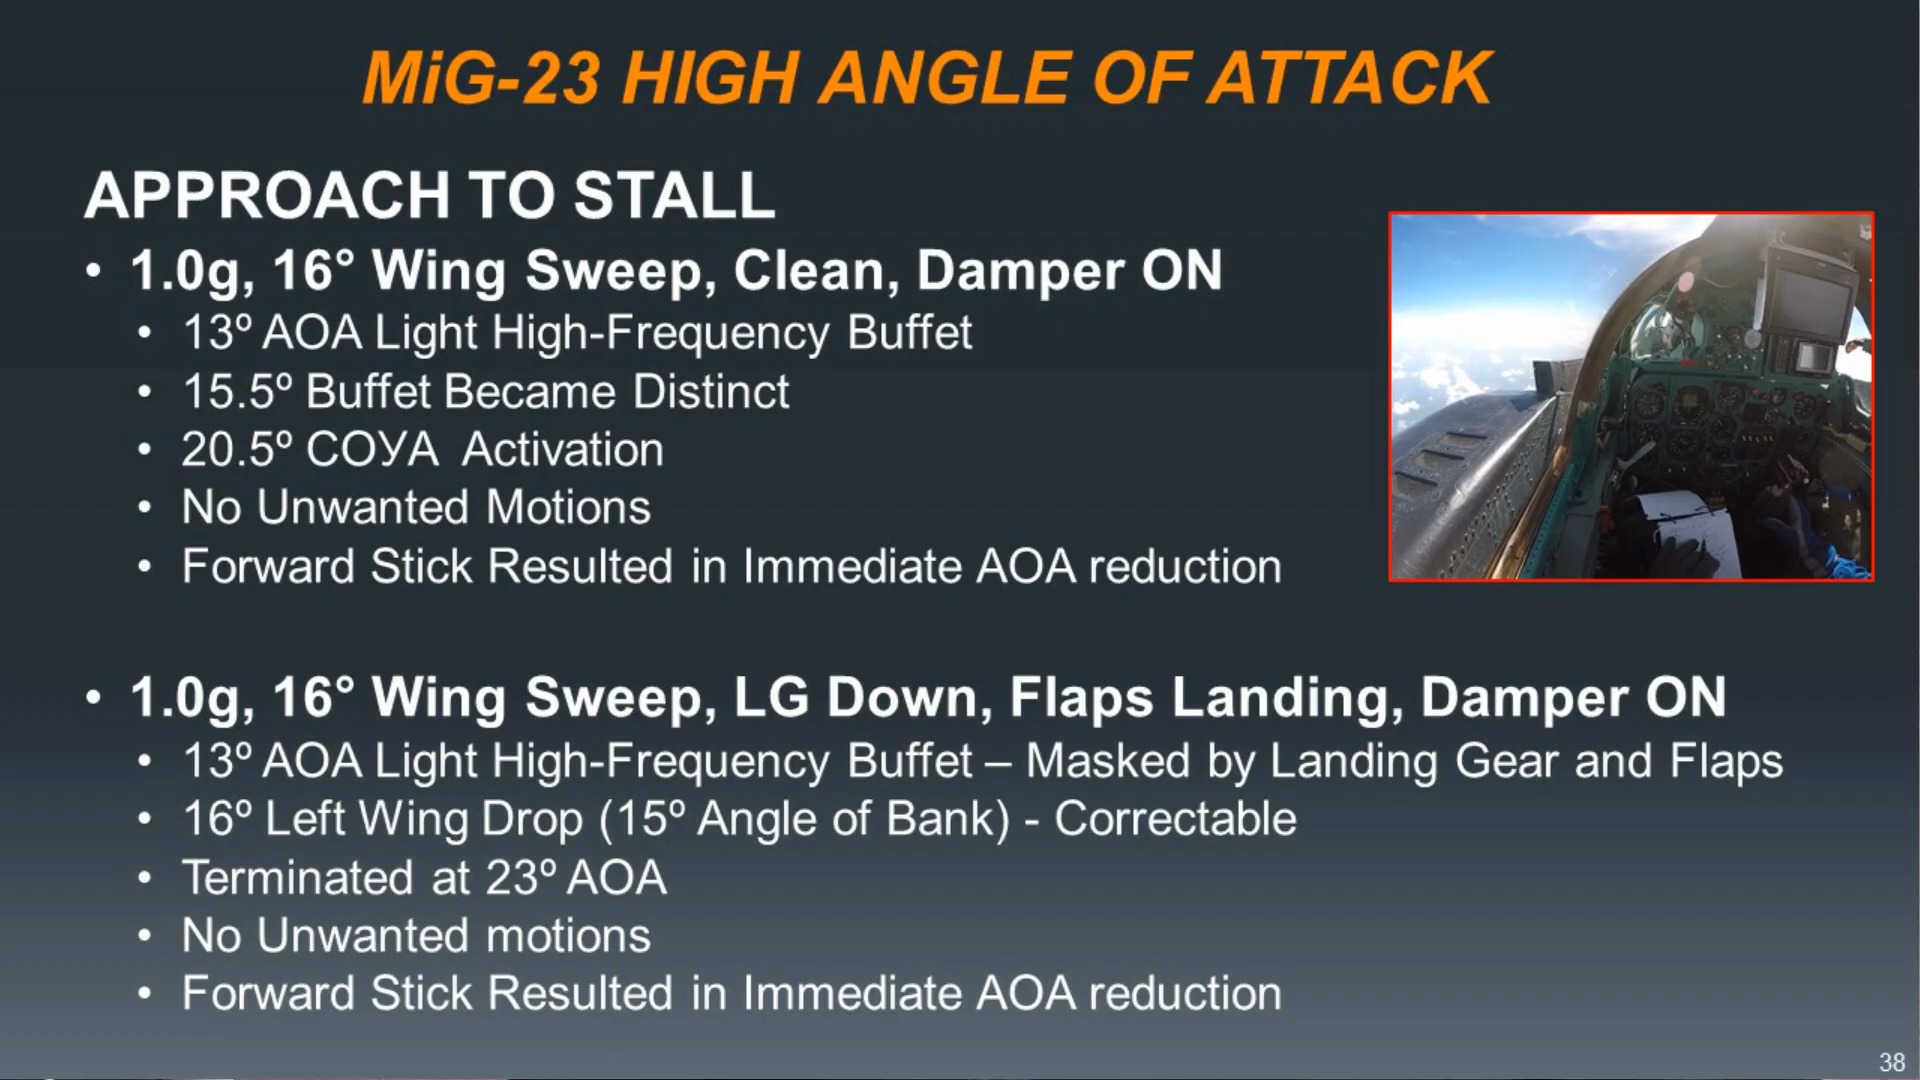 MiG-23 HIGH ANGLE OF ATTACK
APPROACH TO STALL
• 1.0g, 16° Wing Sweep, Clean, Damper ON
• 13º AOA Light High-Frequency Buffet
• 15.5º Buffet Became Distinct
• 20.5º СОУА Activation
• No Unwanted Motions
• Forward Stick Resulted in Immediate AOA reduction
• 1.0g, 16° Wing Sweep, LG Down, Flaps Landing, Damper ON
• 13º AOA Light High-Frequency Buffet – Masked by Landing Gear and Flaps
• 16º Left Wing Drop (15º Angle of Bank) - Correctable
• Terminated at 23º AOA
• No Unwanted motions
• Forward Stick Resulted in Immediate AOA reduction
38